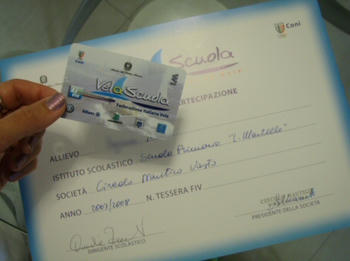 Coni
Coni
VelaScuola
Federazione Italiana Vela
Scuola
PARTECIPAZIONE
ALLIEVO
ISTITUTO SCOLASTICO Scuola Primaria
SOCIETÀ Circolo Nautico Vasto
ANNO 2007/2008 N. TESSERA FIV
DIRIGENTE SCOLASTICO
PRESIDENTE DELLA SOCIETÀ